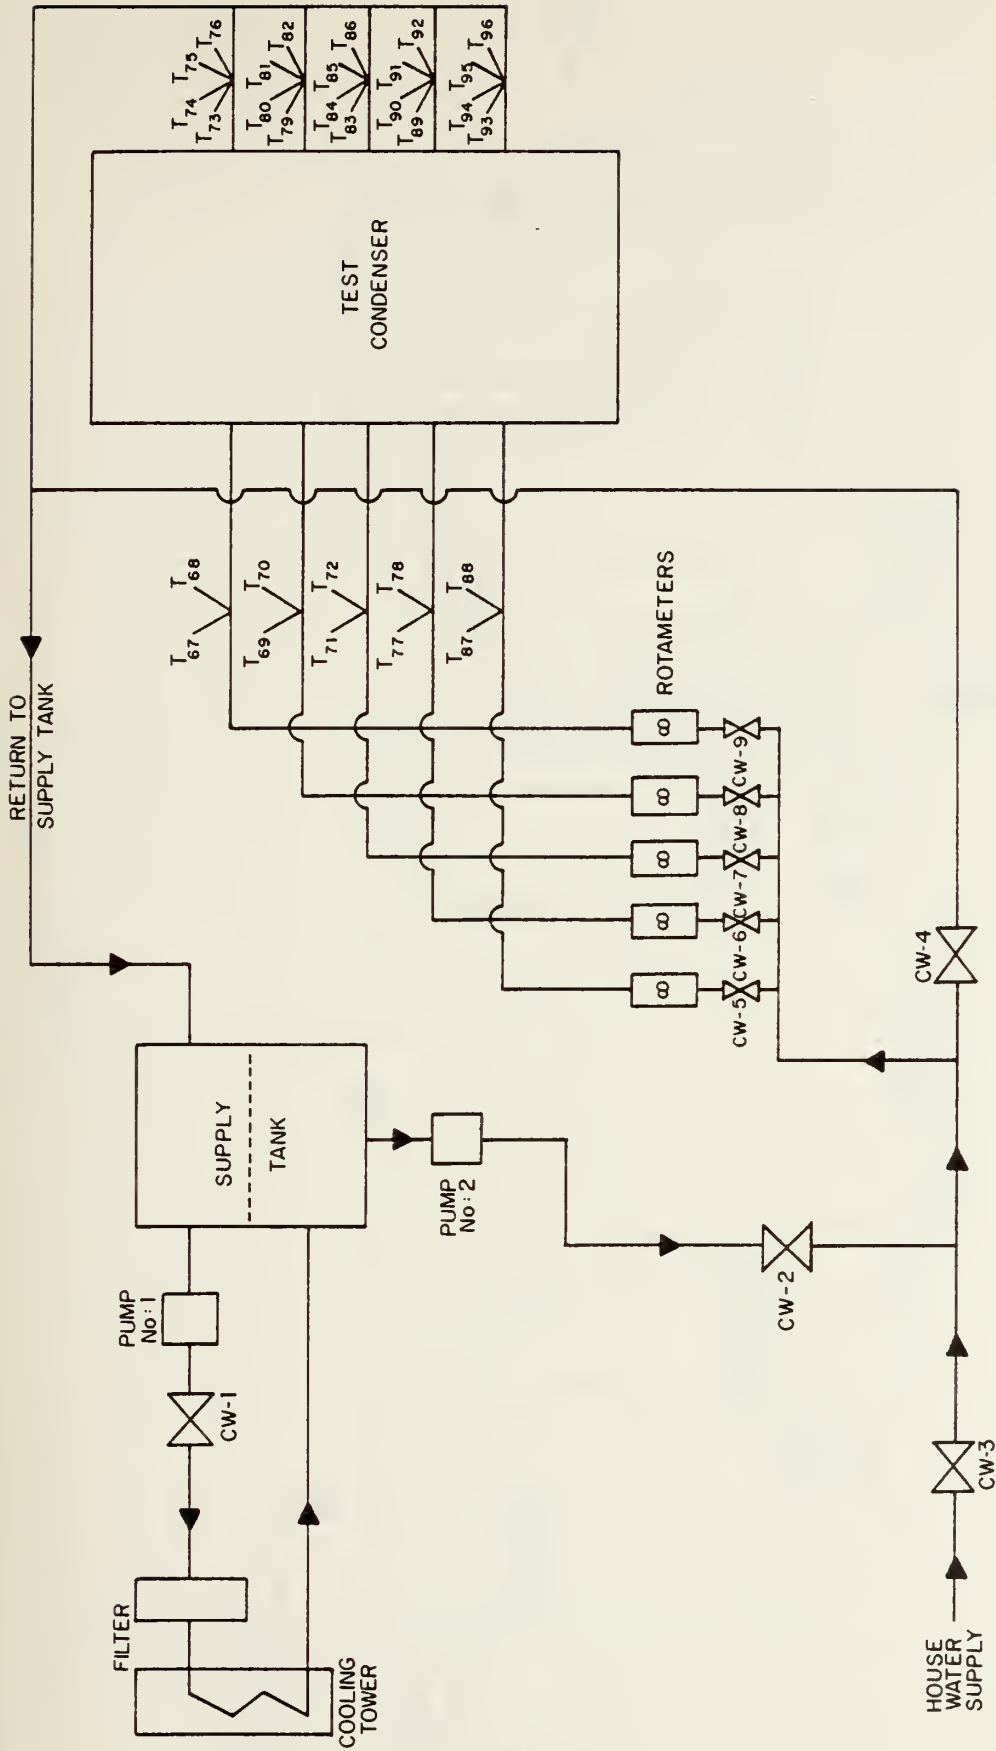 RETURN TO
SUPPLY TANK
T73 T74 T75 T76
T79 T80 T81 T82
T83 T84 T85 T86
T89 T90 T91 T92
T93 T94 T95 T96
TEST
CONDENSER
T67 T68
T69 T70
T71 T72
T77 T78
T87 T88
ROTAMETERS
CW-5
CW-6
CW-7
CW-8
CW-9
CW-4
SUPPLY
TANK
PUMP
No:1
CW-1
FILTER
COOLING
TOWER
PUMP
No:2
CW-2
CW-3
HOUSE
WATER
SUPPLY